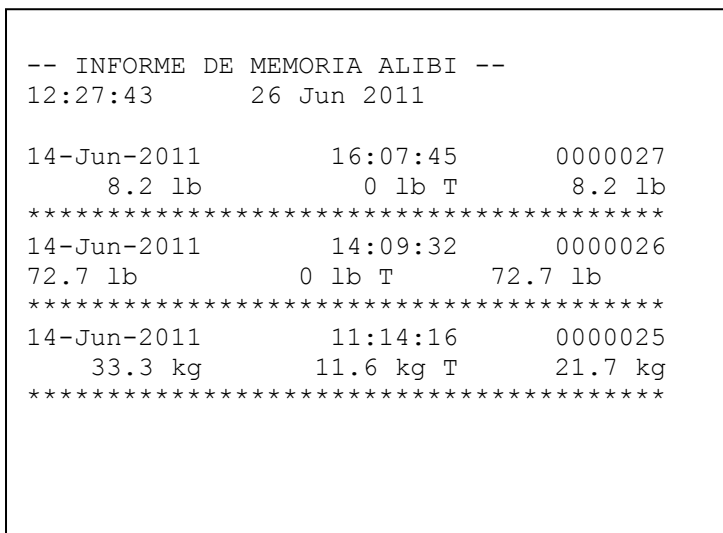 -- INFORME DE MEMORIA ALIBI --
12:27:43 26 Jun 2011
14-Jun-2011 16:07:45 0000027
8.2 lb 0 lb T 8.2 lb
****************************************
14-Jun-2011 14:09:32 0000026
72.7 lb 0 lb T 72.7 lb
****************************************
14-Jun-2011 11:14:16 0000025
33.3 kg 11.6 kg T 21.7 kg
****************************************